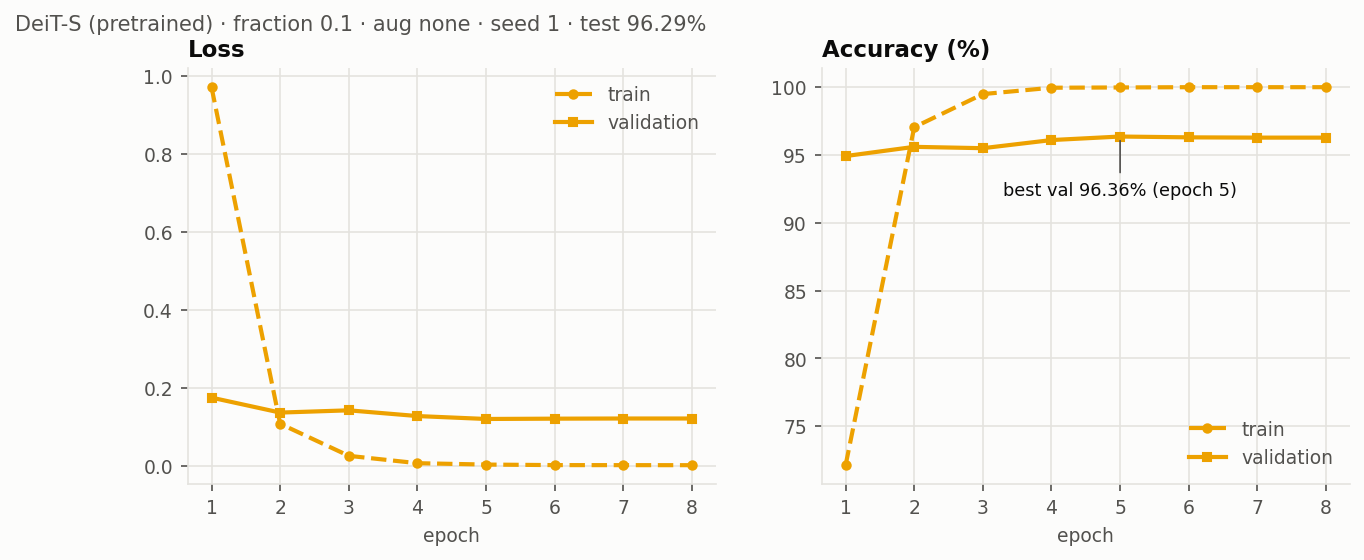 DeiT-S (pretrained) · fraction 0.1 · aug none · seed 1 · test 96.29%
Loss
1.0
0.8
0.6
0.4
0.2
0.0
train
validation
1 2 3 4 5 6 7 8
epoch
Accuracy (%)
100
95
90
85
80
75
best val 96.36% (epoch 5)
train
validation
1 2 3 4 5 6 7 8
epoch